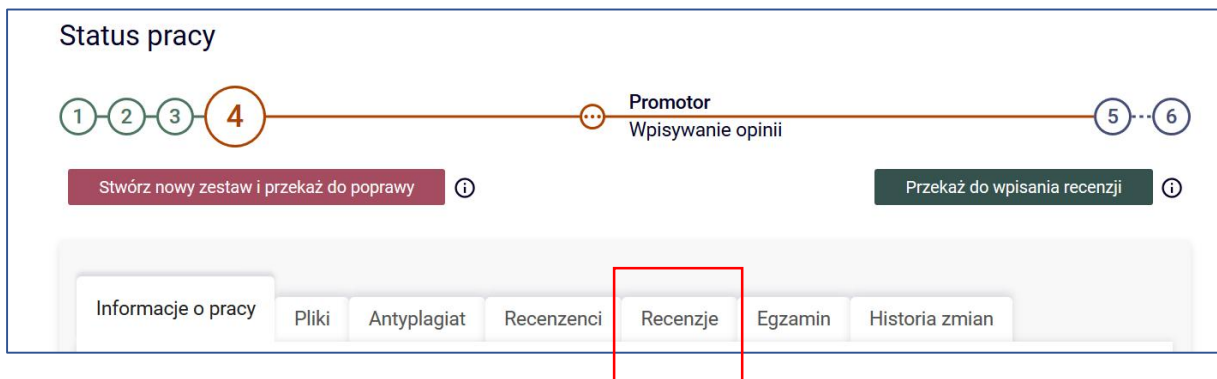 Status pracy
1 2 3 4 Promotor 5 6
Wpisywanie opinii
Stwórz nowy zestaw i przekaż do poprawy Przekaż do wpisania recenzji
Informacje o pracy Pliki Antyplagiat Recenzenci Recenzje Egzamin Historia zmian